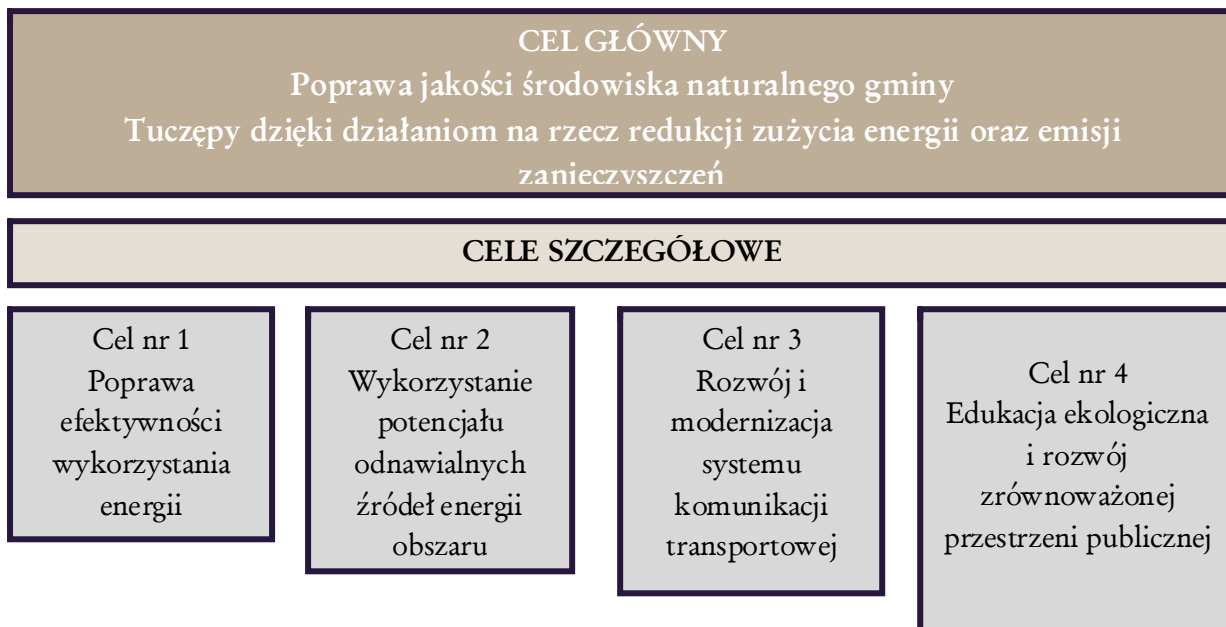 CEL GŁÓWNY
Poprawa jakości środowiska naturalnego gminy
Tuczępy dzięki działaniom na rzecz redukcji zużycia energii oraz emisji
zanieczyszczeń
CELE SZCZEGÓŁOWE
Cel nr 1
Poprawa
efektywności
wykorzystania
energii
Cel nr 2
Wykorzystanie
potencjału
odnawialnych
źródeł energii
obszaru
Cel nr 3
Rozwój i
modernizacja
systemu
komunikacji
transportowej
Cel nr 4
Edukacja ekologiczna
i rozwój
zrównoważonej
przestrzeni publicznej